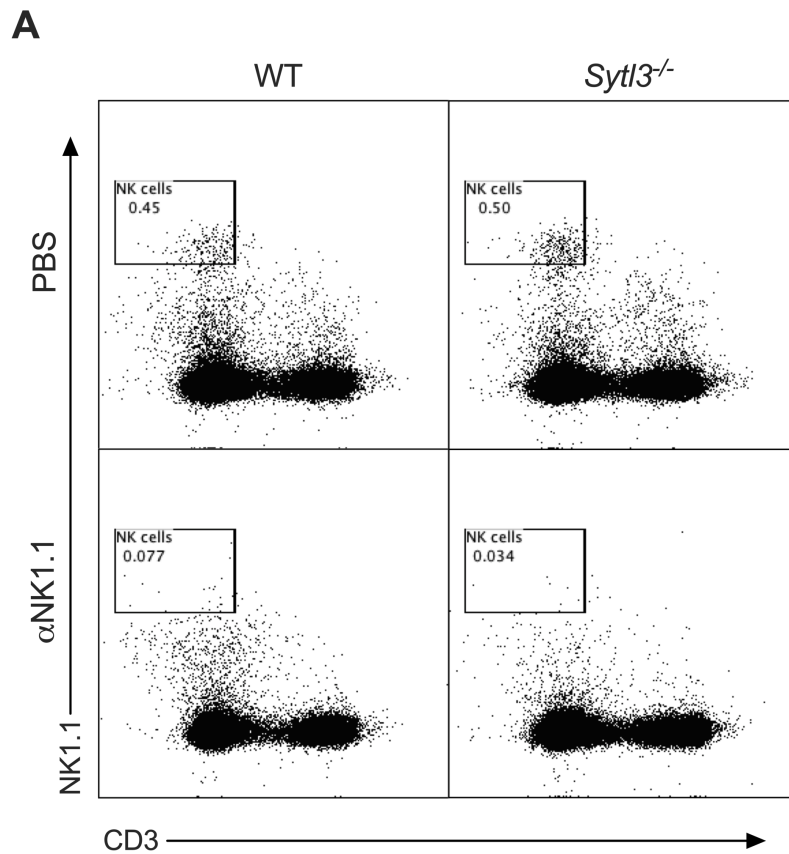 A
WT
Sytl3-/-
PBS
NK cells
0.45
NK cells
0.50
αNK1.1
NK cells
0.077
NK cells
0.034
NK1.1
CD3